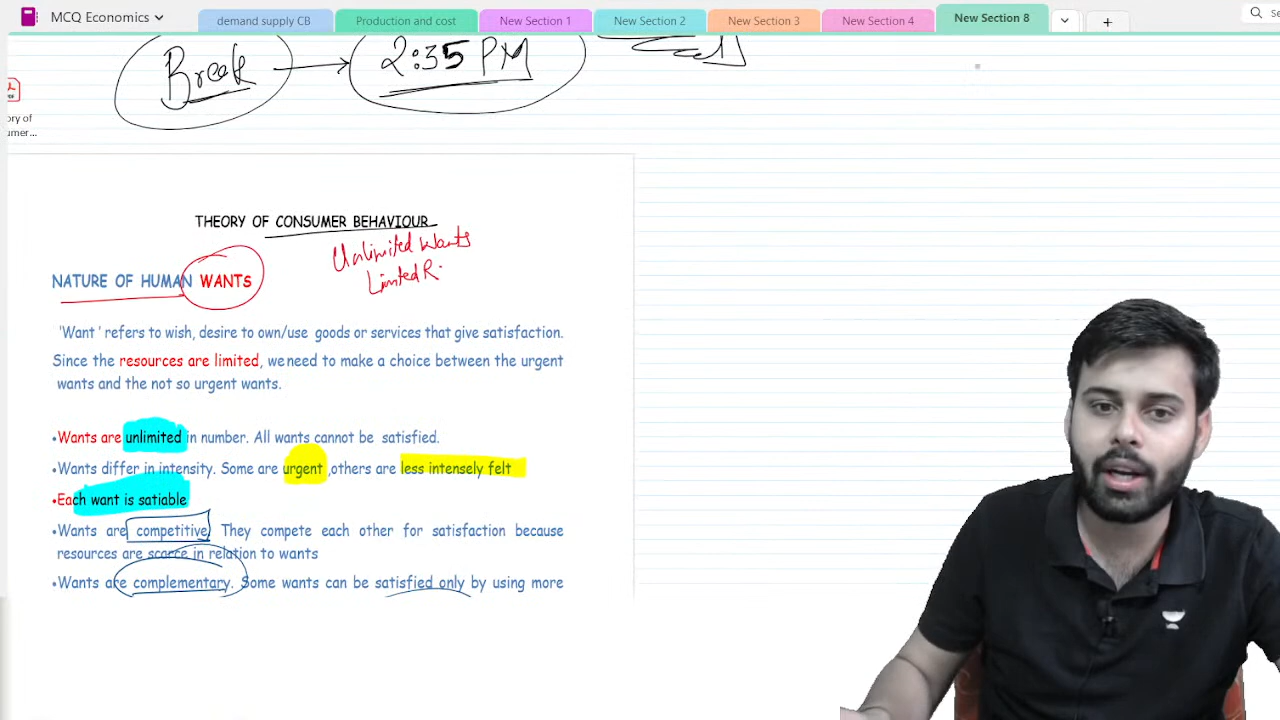 MCQ Economics
demand supply CB
Production and cost
New Section 1
New Section 2
New Section 3
New Section 4
New Section 8
Se
Break → 2:35 PM
ory of
umer...
THEORY OF CONSUMER BEHAVIOUR
Unlimited Wants
Limited R
NATURE OF HUMAN WANTS
'Want ' refers to wish, desire to own/use goods or services that give satisfaction.
Since the resources are limited, we need to make a choice between the urgent
wants and the not so urgent wants.
•Wants are unlimited in number. All wants cannot be satisfied.
•Wants differ in intensity. Some are urgent ,others are less intensely felt
•Each want is satiable
•Wants are competitive. They compete each other for satisfaction because
resources are scarce in relation to wants
•Wants are complementary. Some wants can be satisfied only by using more